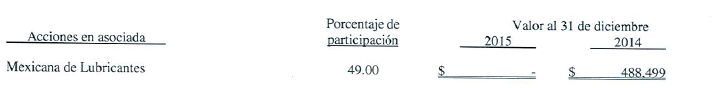 Porcentaje de Valor al 31 de diciembre
Acciones en asociada participación 2015 2014
Mexicana de Lubricantes 49.00 $ - $ 488,499